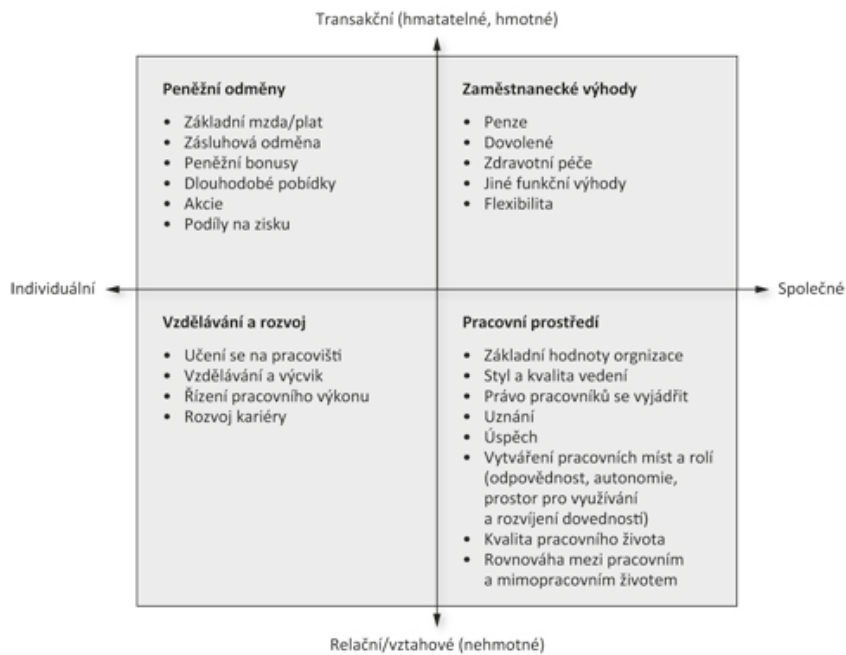 Transakční (hmatatelné, hmotné)
Peněžní odměny
• Základní mzda/plat
• Zásluhová odměna
• Peněžní bonusy
• Dlouhodobé pobídky
• Akcie
• Podíly na zisku
Zaměstnanecké výhody
• Penze
• Dovolené
• Zdravotní péče
• Jiné funkční výhody
• Flexibilita
Individuální
Společné
Vzdělávání a rozvoj
• Učení se na pracovišti
• Vzdělávání a výcvik
• Řízení pracovního výkonu
• Rozvoj kariéry
Pracovní prostředí
• Základní hodnoty orgnizace
• Styl a kvalita vedení
• Právo pracovníků se vyjádřit
• Uznání
• Úspěch
• Vytváření pracovních míst a rolí
(odpovědnost, autonomie,
prostor pro využívání
a rozvíjení dovedností)
• Kvalita pracovního života
• Rovnováha mezi pracovním
a mimopracovním životem
Relační/vztahové (nehmotné)